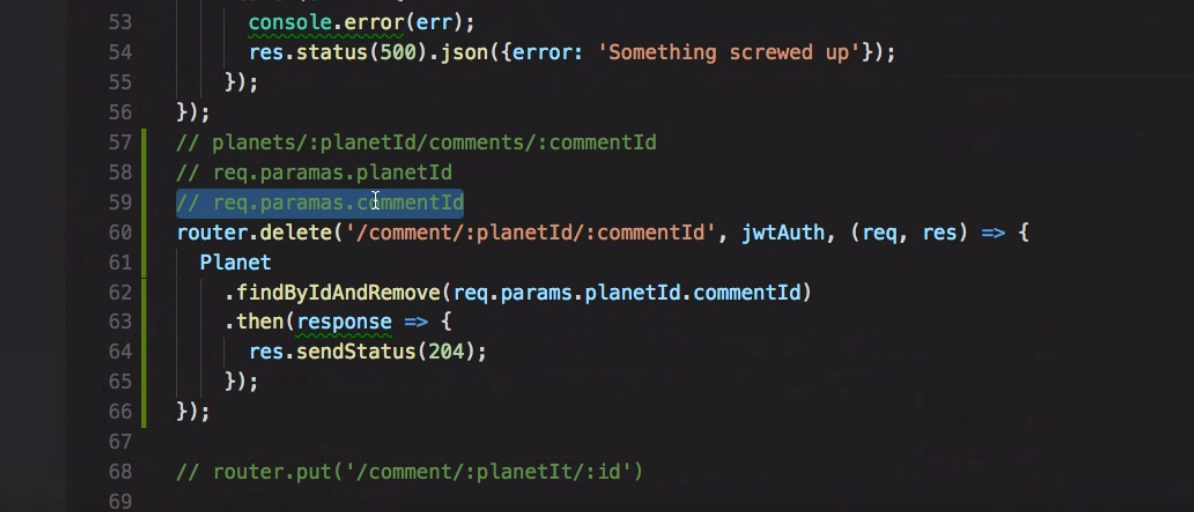 53 console.error(err);
54 res.status(500).json({error: 'Something screwed up'});
55 });
56 });
57 // planets/:planetId/comments/:commentId
58 // req.paramas.planetId
59 // req.paramas.commentId
60 router.delete('/comment/:planetId/:commentId', jwtAuth, (req, res) => {
61 Planet
62 .findByIdAndRemove(req.params.planetId.commentId)
63 .then(response => {
64 res.sendStatus(204);
65 });
66 });
67
68 // router.put('/comment/:planetIt/:id')
69